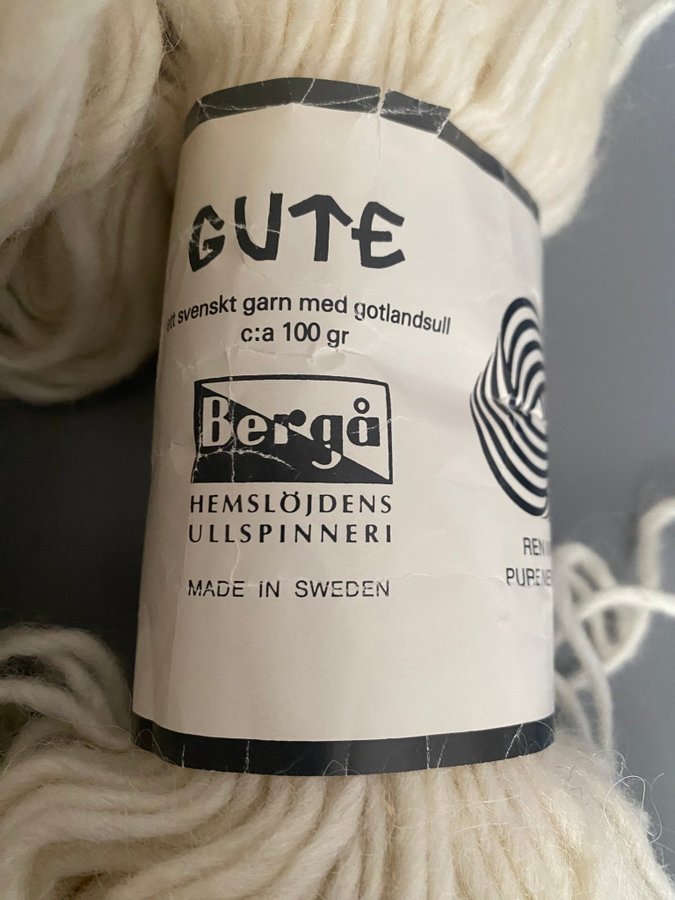 GUTE
ett svenskt garn med gotlandsull
c:a 100 gr
Bergå
HEMSLÖJDENS
ULLSPINNERI
MADE IN SWEDEN
REN
PURE